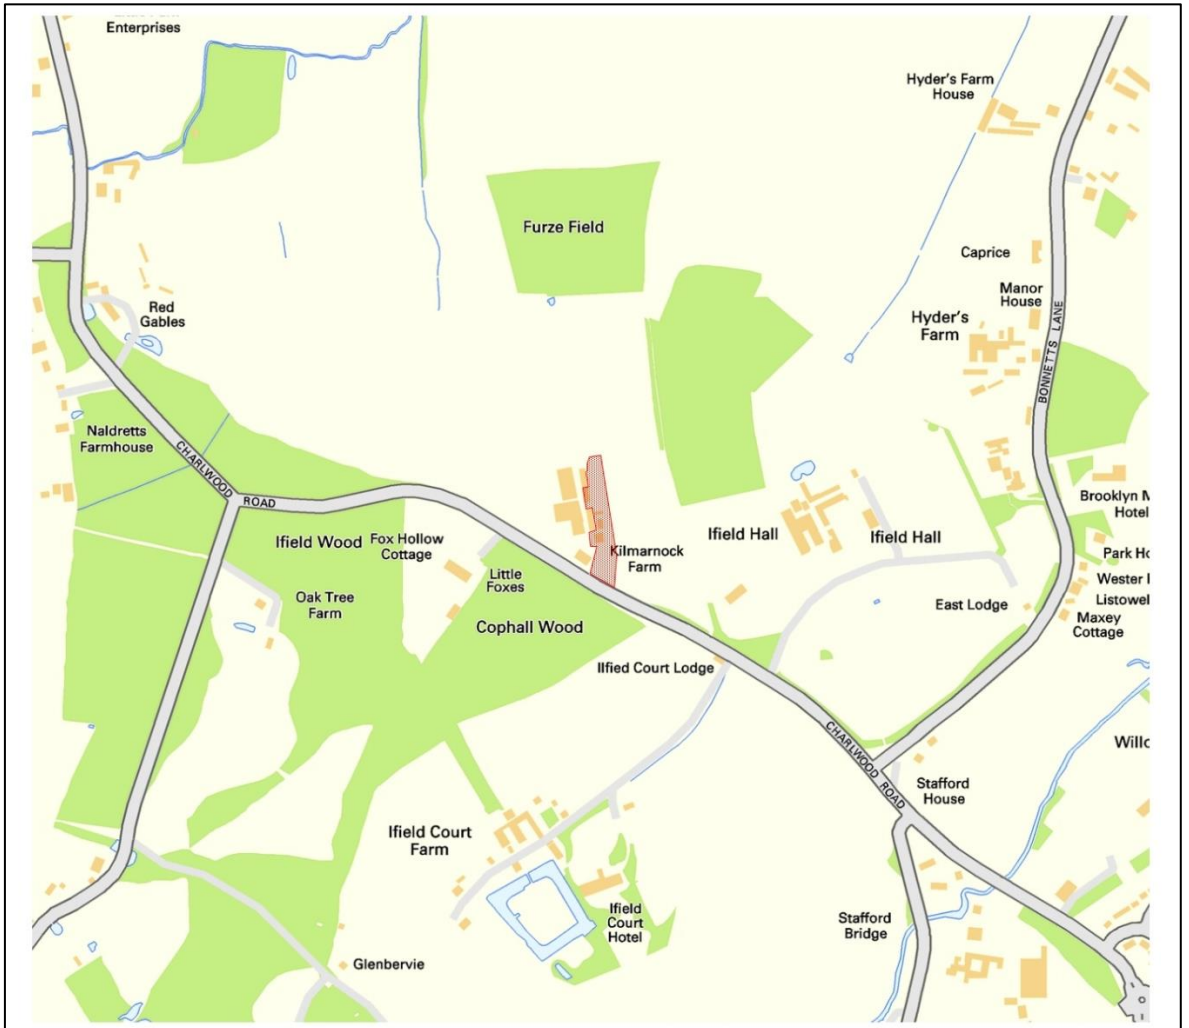 Enterprises
Hyder's Farm
House
Furze Field
Caprice
Manor
House
Hyder's
Farm
BONNETTS LANE
Red
Gables
Naldretts
Farmhouse
CHARLWOOD ROAD
Ifield Wood
Fox Hollow
Cottage
Oak Tree
Farm
Little
Foxes
Cophall Wood
Kilmarnock
Farm
Ifield Hall
Ifield Hall
Brooklyn M
Hotel
Park Ho
Wester
Listowel
Maxey
Cottage
East Lodge
Ilfied Court Lodge
CHARLWOOD ROAD
Willo
Stafford
House
Ifield Court
Farm
Ifield
Court
Hotel
Stafford
Bridge
Glenbervie